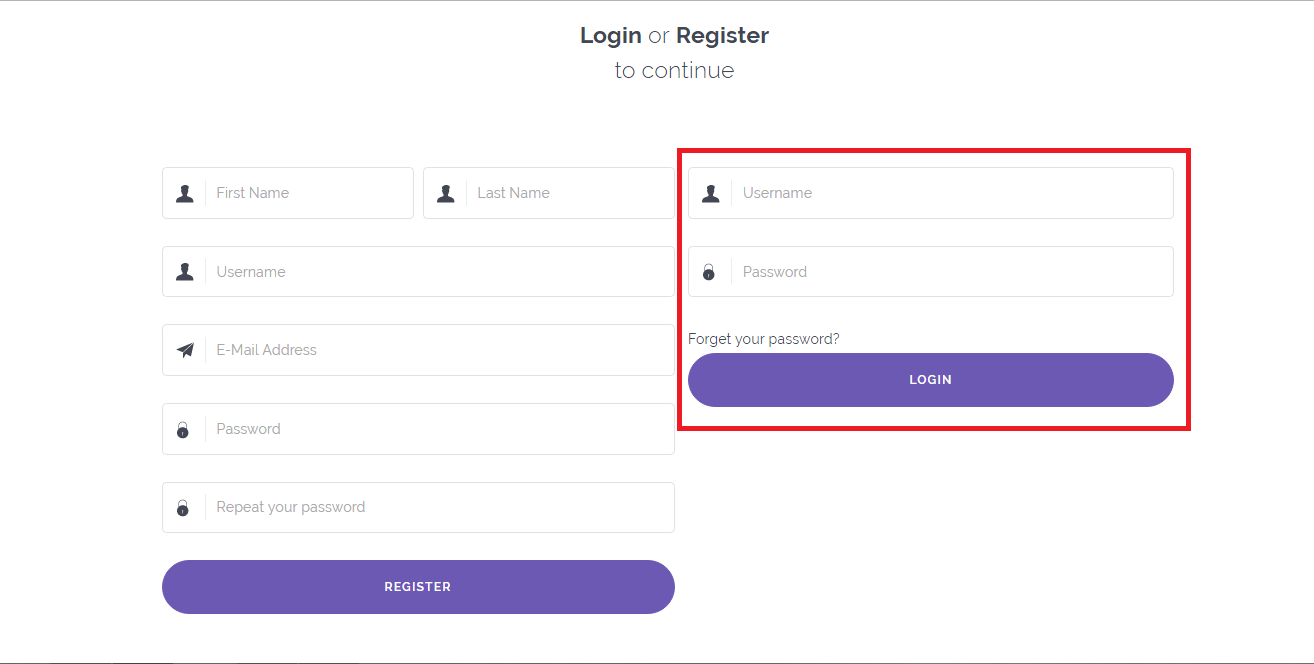 Login or Register
to continue
First Name
Last Name
Username
E-Mail Address
Password
Repeat your password
REGISTER
Username
Password
Forget your password?
LOGIN